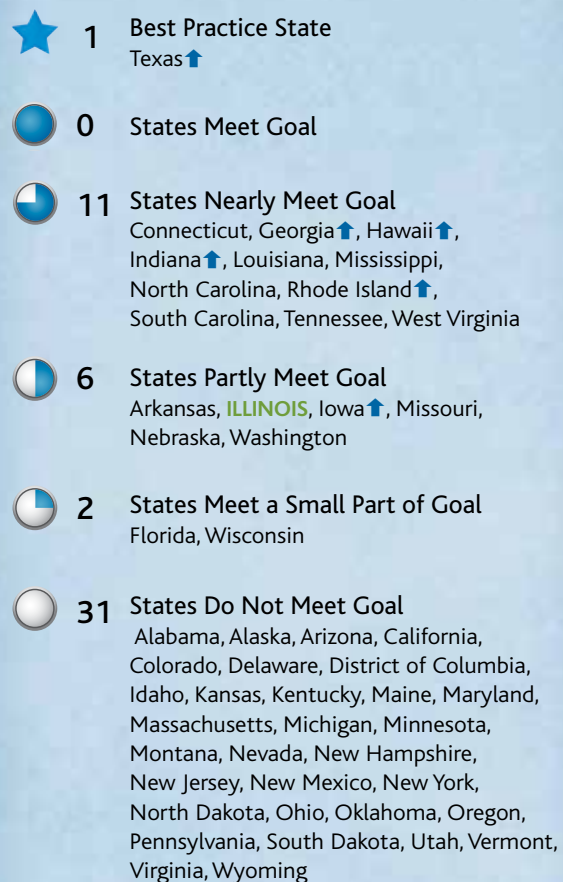 1 Best Practice State
Texas⬆
0 States Meet Goal
11 States Nearly Meet Goal
Connecticut, Georgia⬆, Hawaii⬆,
Indiana⬆, Louisiana, Mississippi,
North Carolina, Rhode Island⬆,
South Carolina, Tennessee, West Virginia
6 States Partly Meet Goal
Arkansas, ILLINOIS, Iowa⬆, Missouri,
Nebraska, Washington
2 States Meet a Small Part of Goal
Florida, Wisconsin
31 States Do Not Meet Goal
Alabama, Alaska, Arizona, California,
Colorado, Delaware, District of Columbia,
Idaho, Kansas, Kentucky, Maine, Maryland,
Massachusetts, Michigan, Minnesota,
Montana, Nevada, New Hampshire,
New Jersey, New Mexico, New York,
North Dakota, Ohio, Oklahoma, Oregon,
Pennsylvania, South Dakota, Utah, Vermont,
Virginia, Wyoming